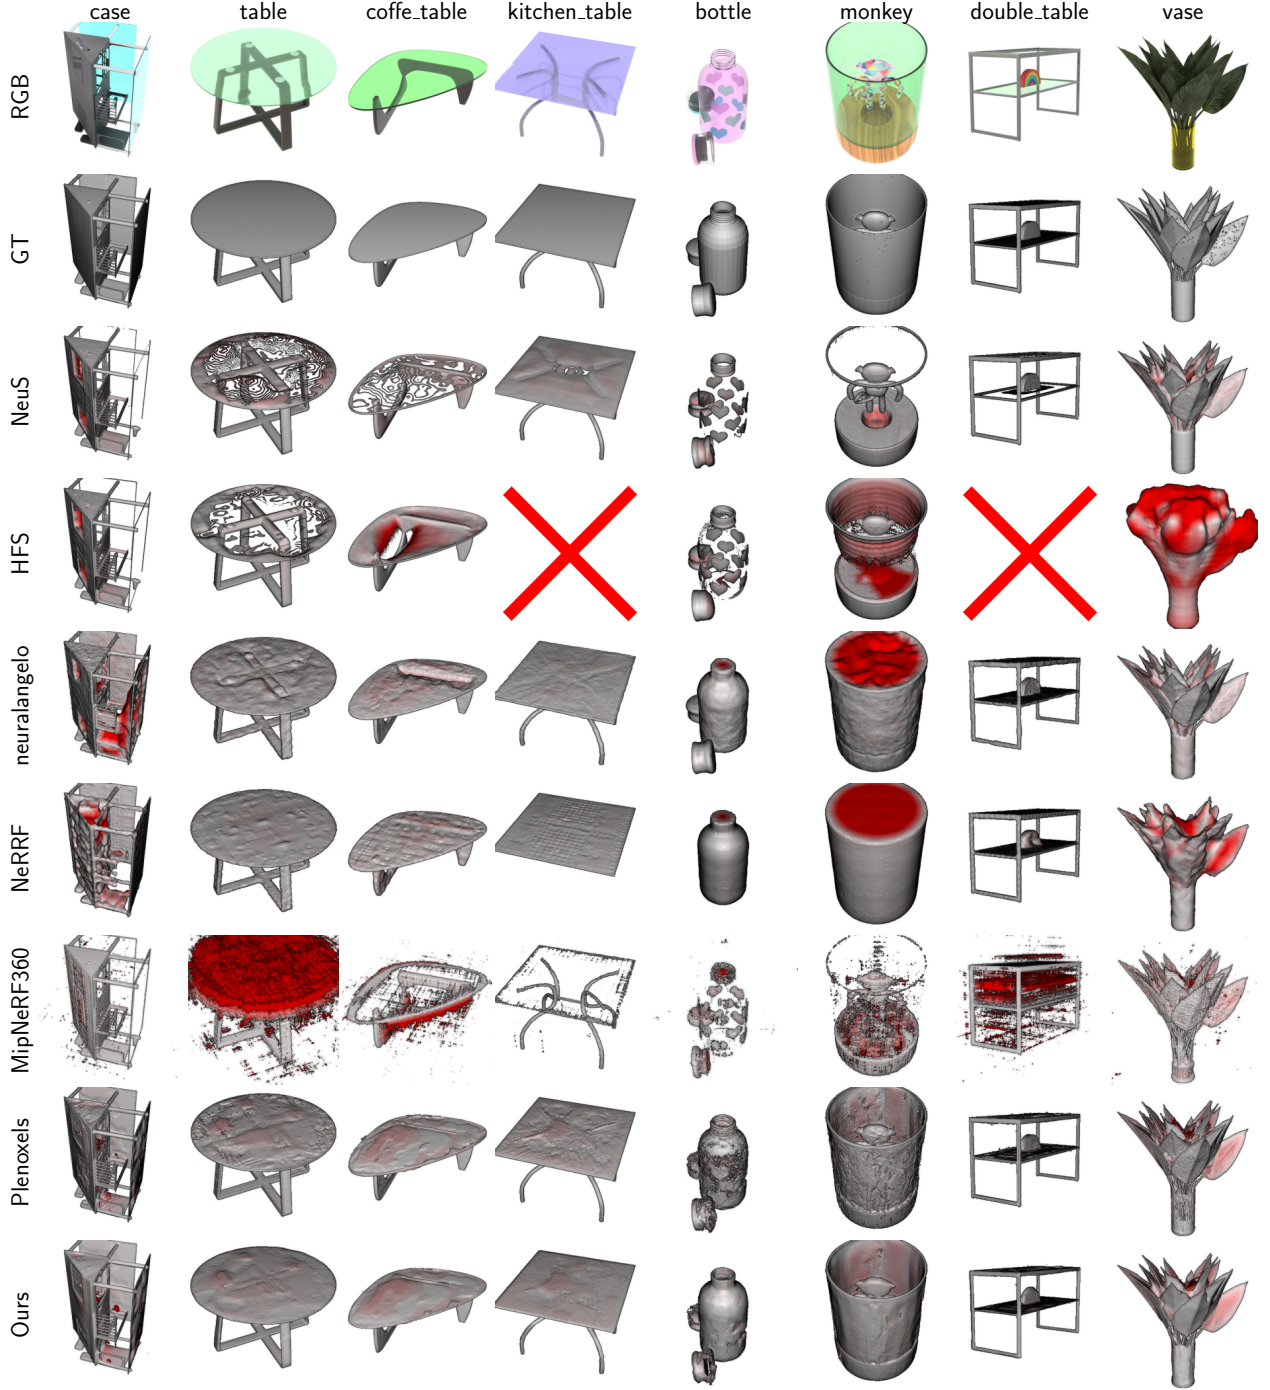 case table coffe_table kitchen_table bottle monkey double_table vase
RGB
GT
NeuS
HFS
neuralangelo
NeRRF
MipNeRF360
Plenoxels
Ours